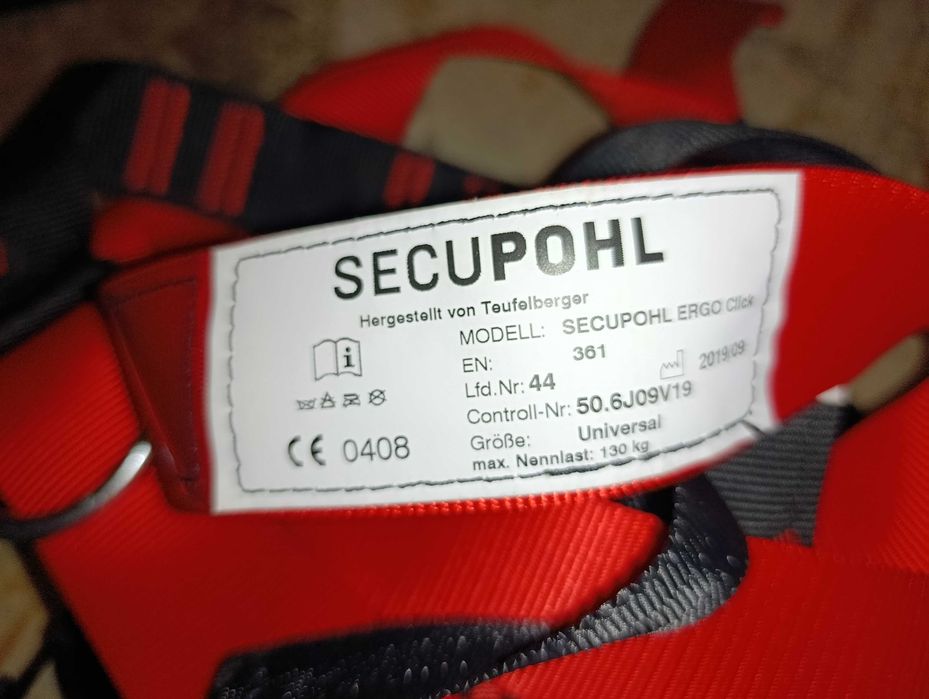 SECUPOHL
Hergestellt von Teufelberger
MODELL: SECUPOHL ERGO Click
EN: 361
2019/09
Lfd.Nr: 44
Controll-Nr: 50.6J09V19
Größe: Universal
max. Nennlast: 130 kg
i
CE 0408